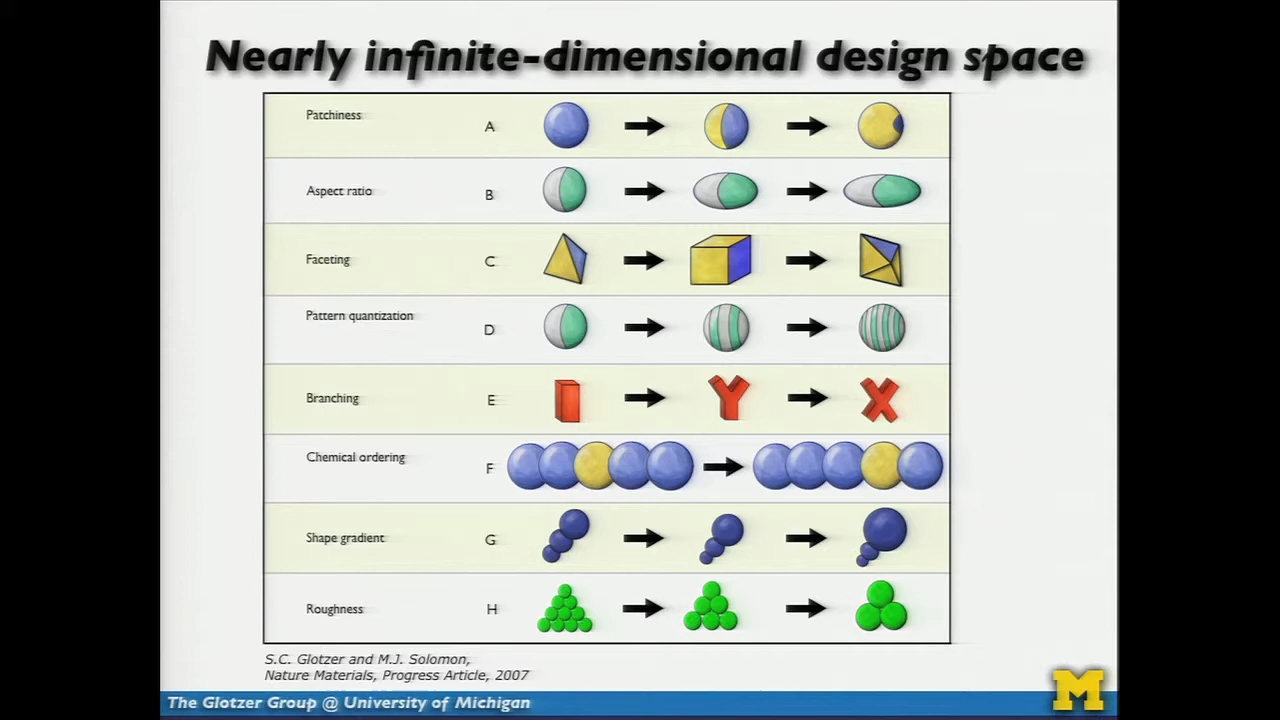 Nearly infinite-dimensional design space
Patchiness A
Aspect ratio B
Faceting C
Pattern quantization D
Branching E
Chemical ordering F
Shape gradient G
Roughness H
S.C. Glotzer and M.J. Solomon,
Nature Materials, Progress Article, 2007
The Glotzer Group @ University of Michigan
M